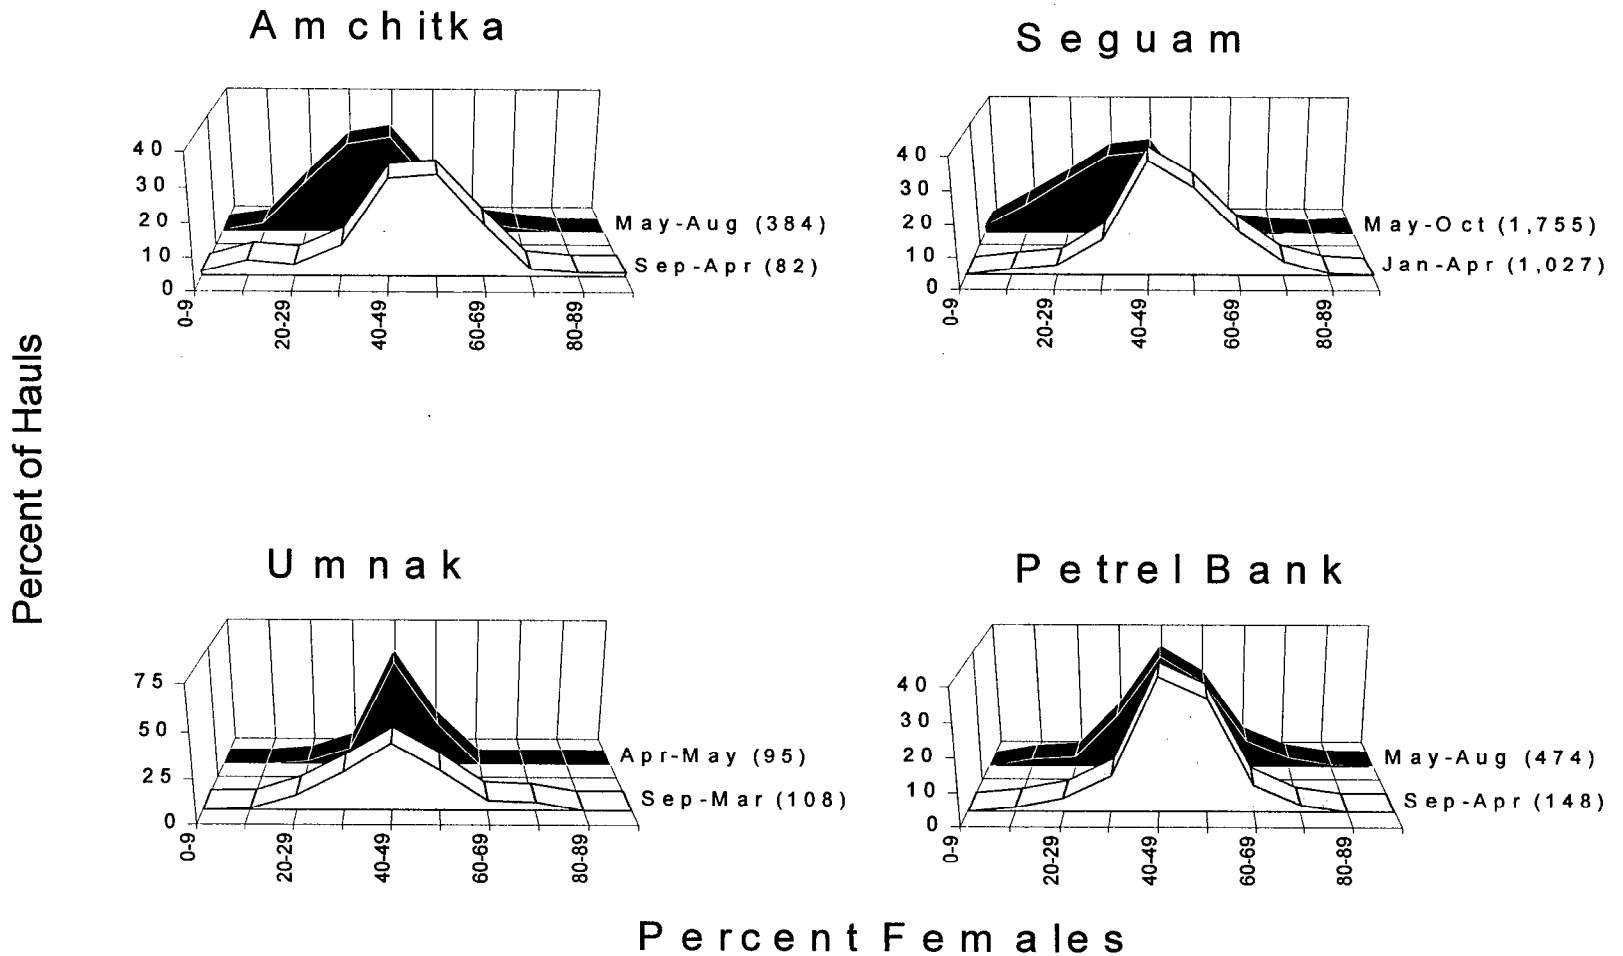 Amchitka
40
30
20
10
0
May-Aug (384)
Sep-Apr (82)
0-9
20-29
40-49
60-69
80-89
Seguam
40
30
20
10
0
May-Oct (1,755)
Jan-Apr (1,027)
0-9
20-29
40-49
60-69
80-89
Percent of Hauls
Umnak
75
50
25
0
Apr-May (95)
Sep-Mar (108)
0-9
20-29
40-49
60-69
80-89
Petrel Bank
40
30
20
10
0
May-Aug (474)
Sep-Apr (148)
0-9
20-29
40-49
60-69
80-89
Percent Females